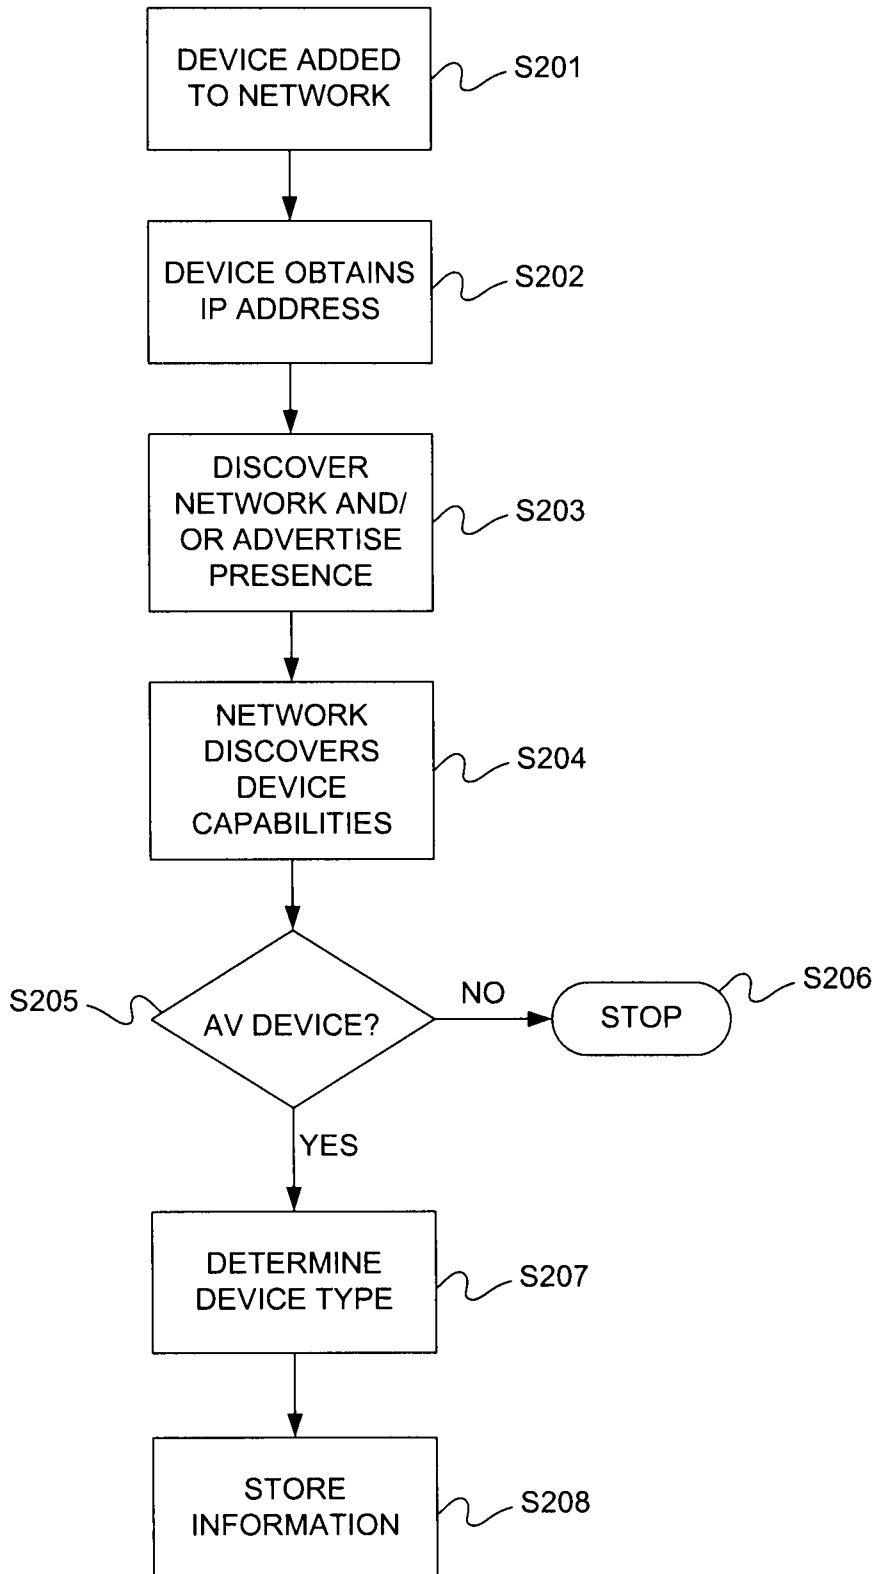 DEVICE ADDED
TO NETWORK
S201
DEVICE OBTAINS
IP ADDRESS
S202
DISCOVER
NETWORK AND/
OR ADVERTISE
PRESENCE
S203
NETWORK
DISCOVERS
DEVICE
CAPABILITIES
S204
S205
AV DEVICE?
NO
STOP
S206
YES
DETERMINE
DEVICE TYPE
S207
STORE
INFORMATION
S208